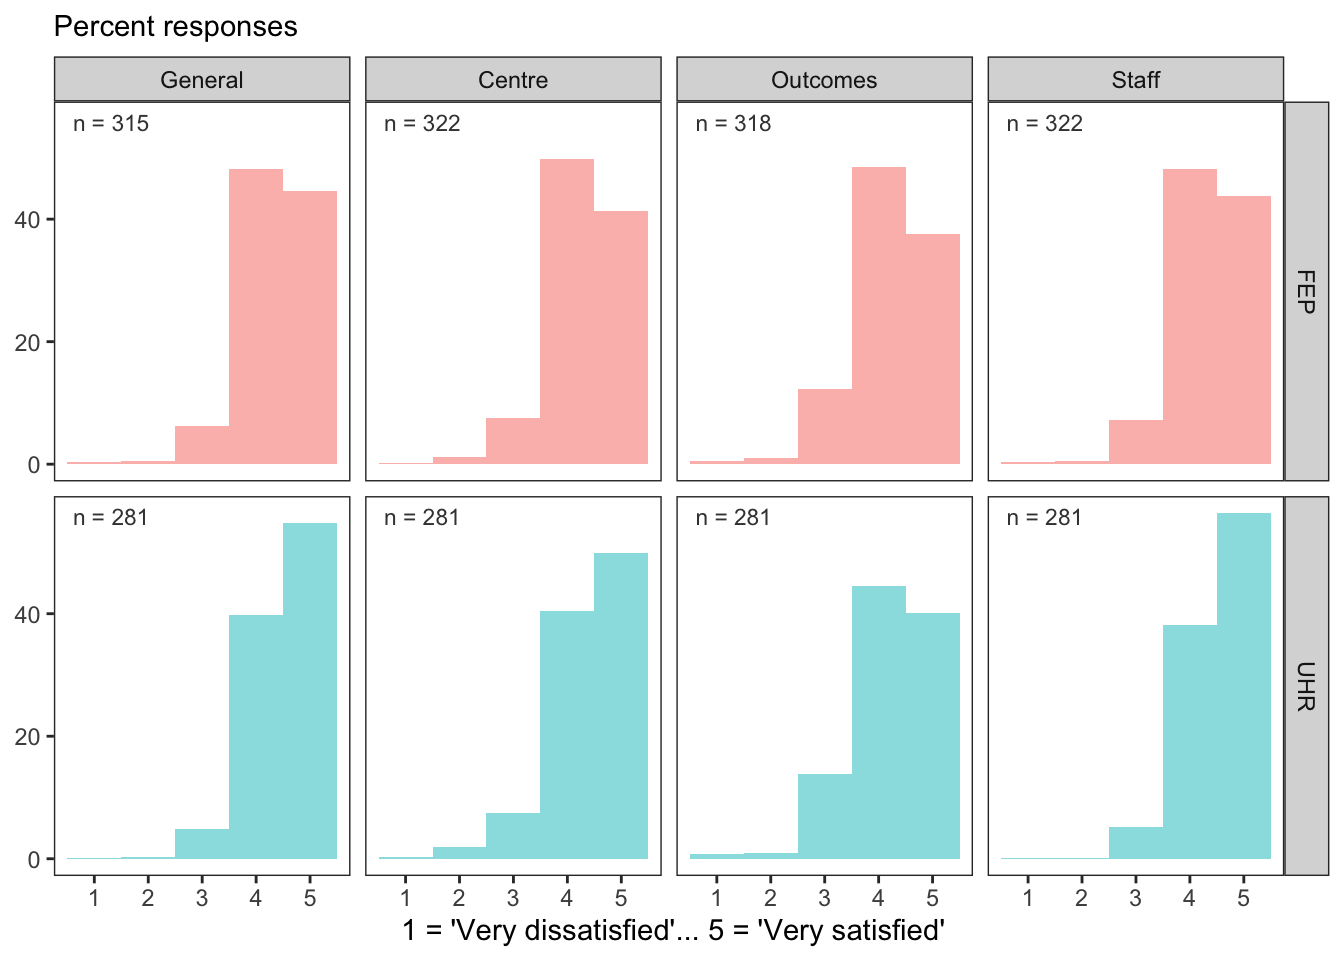 Percent responses
General Centre Outcomes Staff
n = 315 n = 322 n = 318 n = 322
40
20
0
FEP
n = 281 n = 281 n = 281 n = 281
40
20
0
UHR
1 2 3 4 5 1 2 3 4 5 1 2 3 4 5 1 2 3 4 5
1 = 'Very dissatisfied'... 5 = 'Very satisfied'